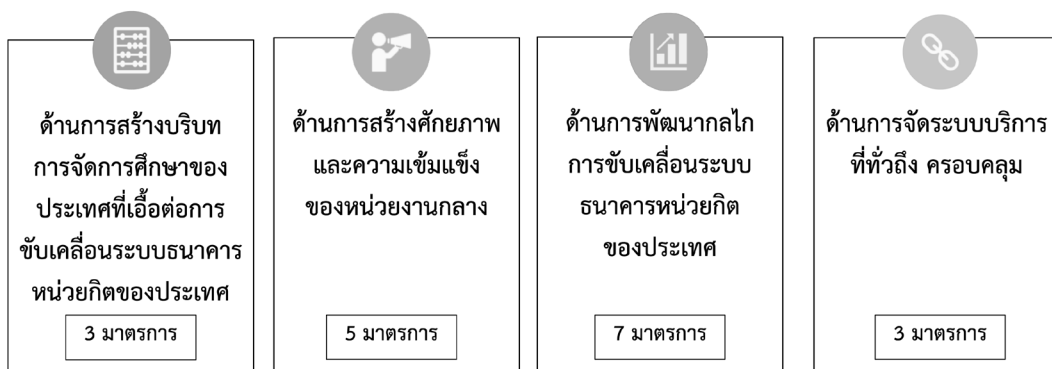 ด้านการสร้างบริบท
การจัดการศึกษาของ
ประเทศที่เอื้อต่อการ
ขับเคลื่อนระบบธนาคาร
หน่วยกิตของประเทศ
3 มาตรการ
ด้านการสร้างศักยภาพ
และความเข้มแข็ง
ของหน่วยงานกลาง
5 มาตรการ
ด้านการพัฒนากลไก
การขับเคลื่อนระบบ
ธนาคารหน่วยกิต
ของประเทศ
7 มาตรการ
ด้านการจัดระบบบริการ
ที่ทั่วถึง ครอบคลุม
3 มาตรการ